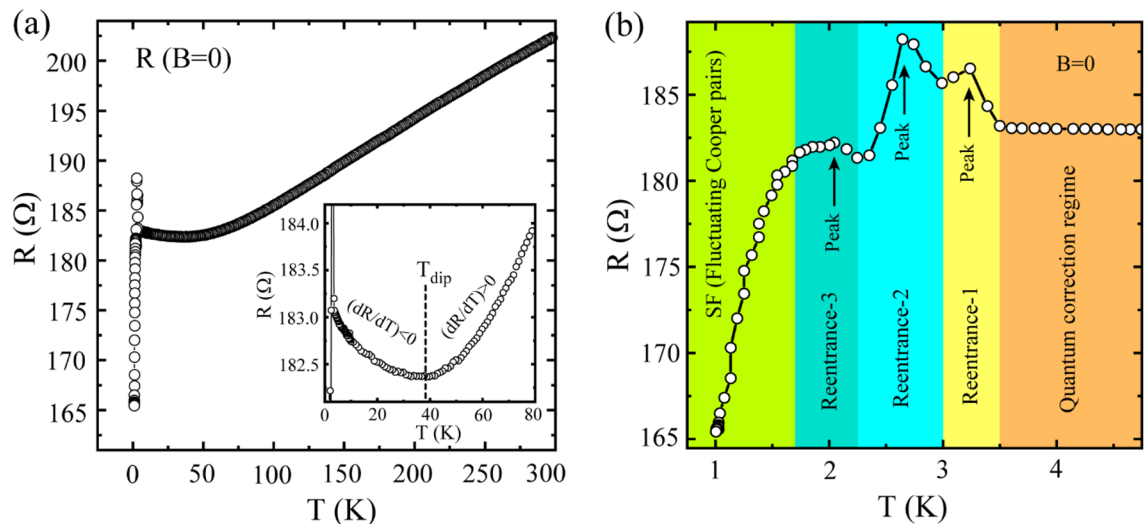 (a)
R (B=0)
R (Ω)
200
195
190
185
182
175
170
165
0
50
100
150
200
250
300
T (K)
184.0
183.5
183.0
182.5
R (Ω)
T_dip
(dR/dT)<0
(dR/dT)>0
0
20
40
60
80
T (K)
(b)
B=0
R (Ω)
185
180
175
170
165
SF (Fluctuating Cooper pairs)
Peak
Reentrance-3
Peak
Reentrance-2
Peak
Reentrance-1
Quantum correction regime
1
2
3
4
T (K)